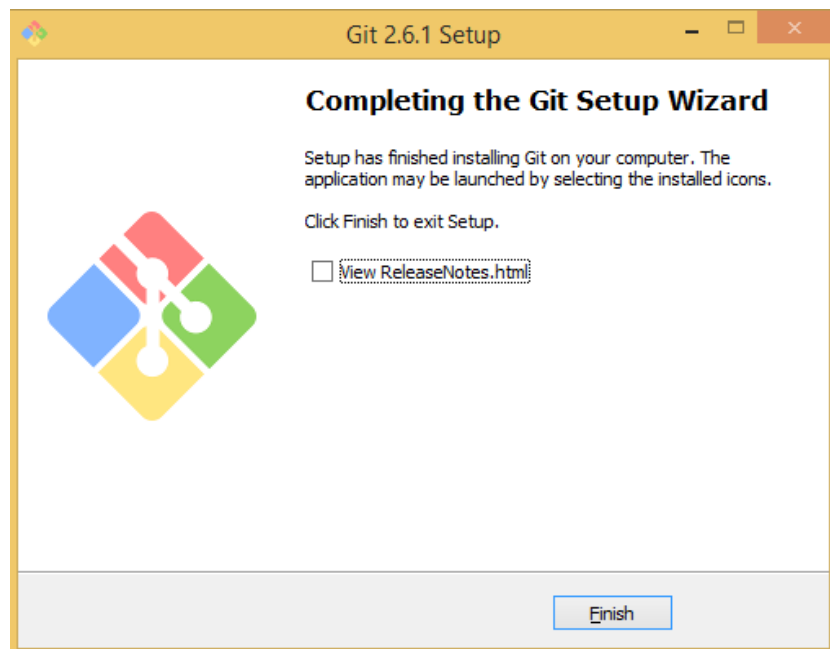 Git 2.6.1 Setup
Completing the Git Setup Wizard
Setup has finished installing Git on your computer. The
application may be launched by selecting the installed icons.
Click Finish to exit Setup.
View ReleaseNotes.html
Finish